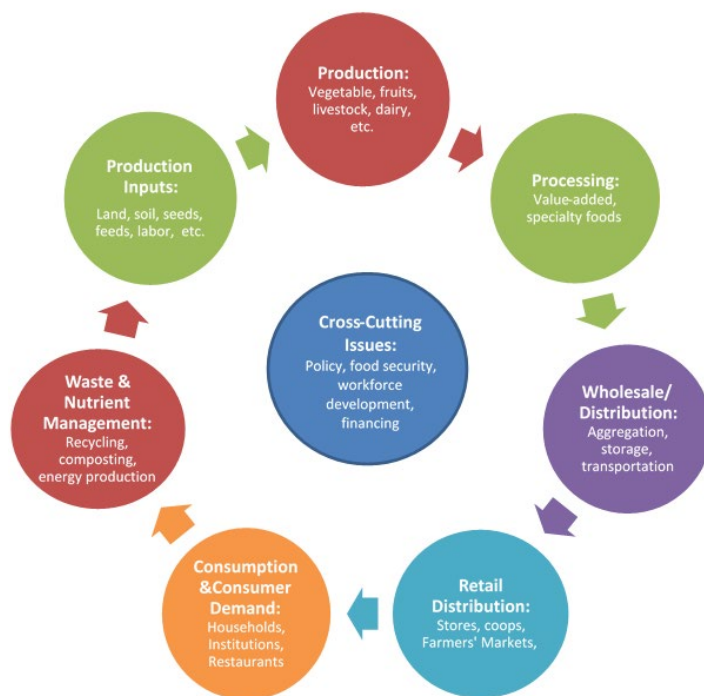 Production:
Vegetable, fruits,
livestock, dairy,
etc.
Production
Inputs:
Land, soil, seeds,
feeds, labor,  etc.
Processing:
Value-added,
specialty foods
Cross-Cutting
Issues:
Policy, food security,
workforce
development,
financing
Waste &
Nutrient
Management:
Recycling,
composting,
energy production
Wholesale/
Distribution:
Aggregation,
storage,
transportation
Consumption
&Consumer
Demand:
Households,
Institutions,
Restaurants
Retail
Distribution:
Stores, coops,
Farmers' Markets,